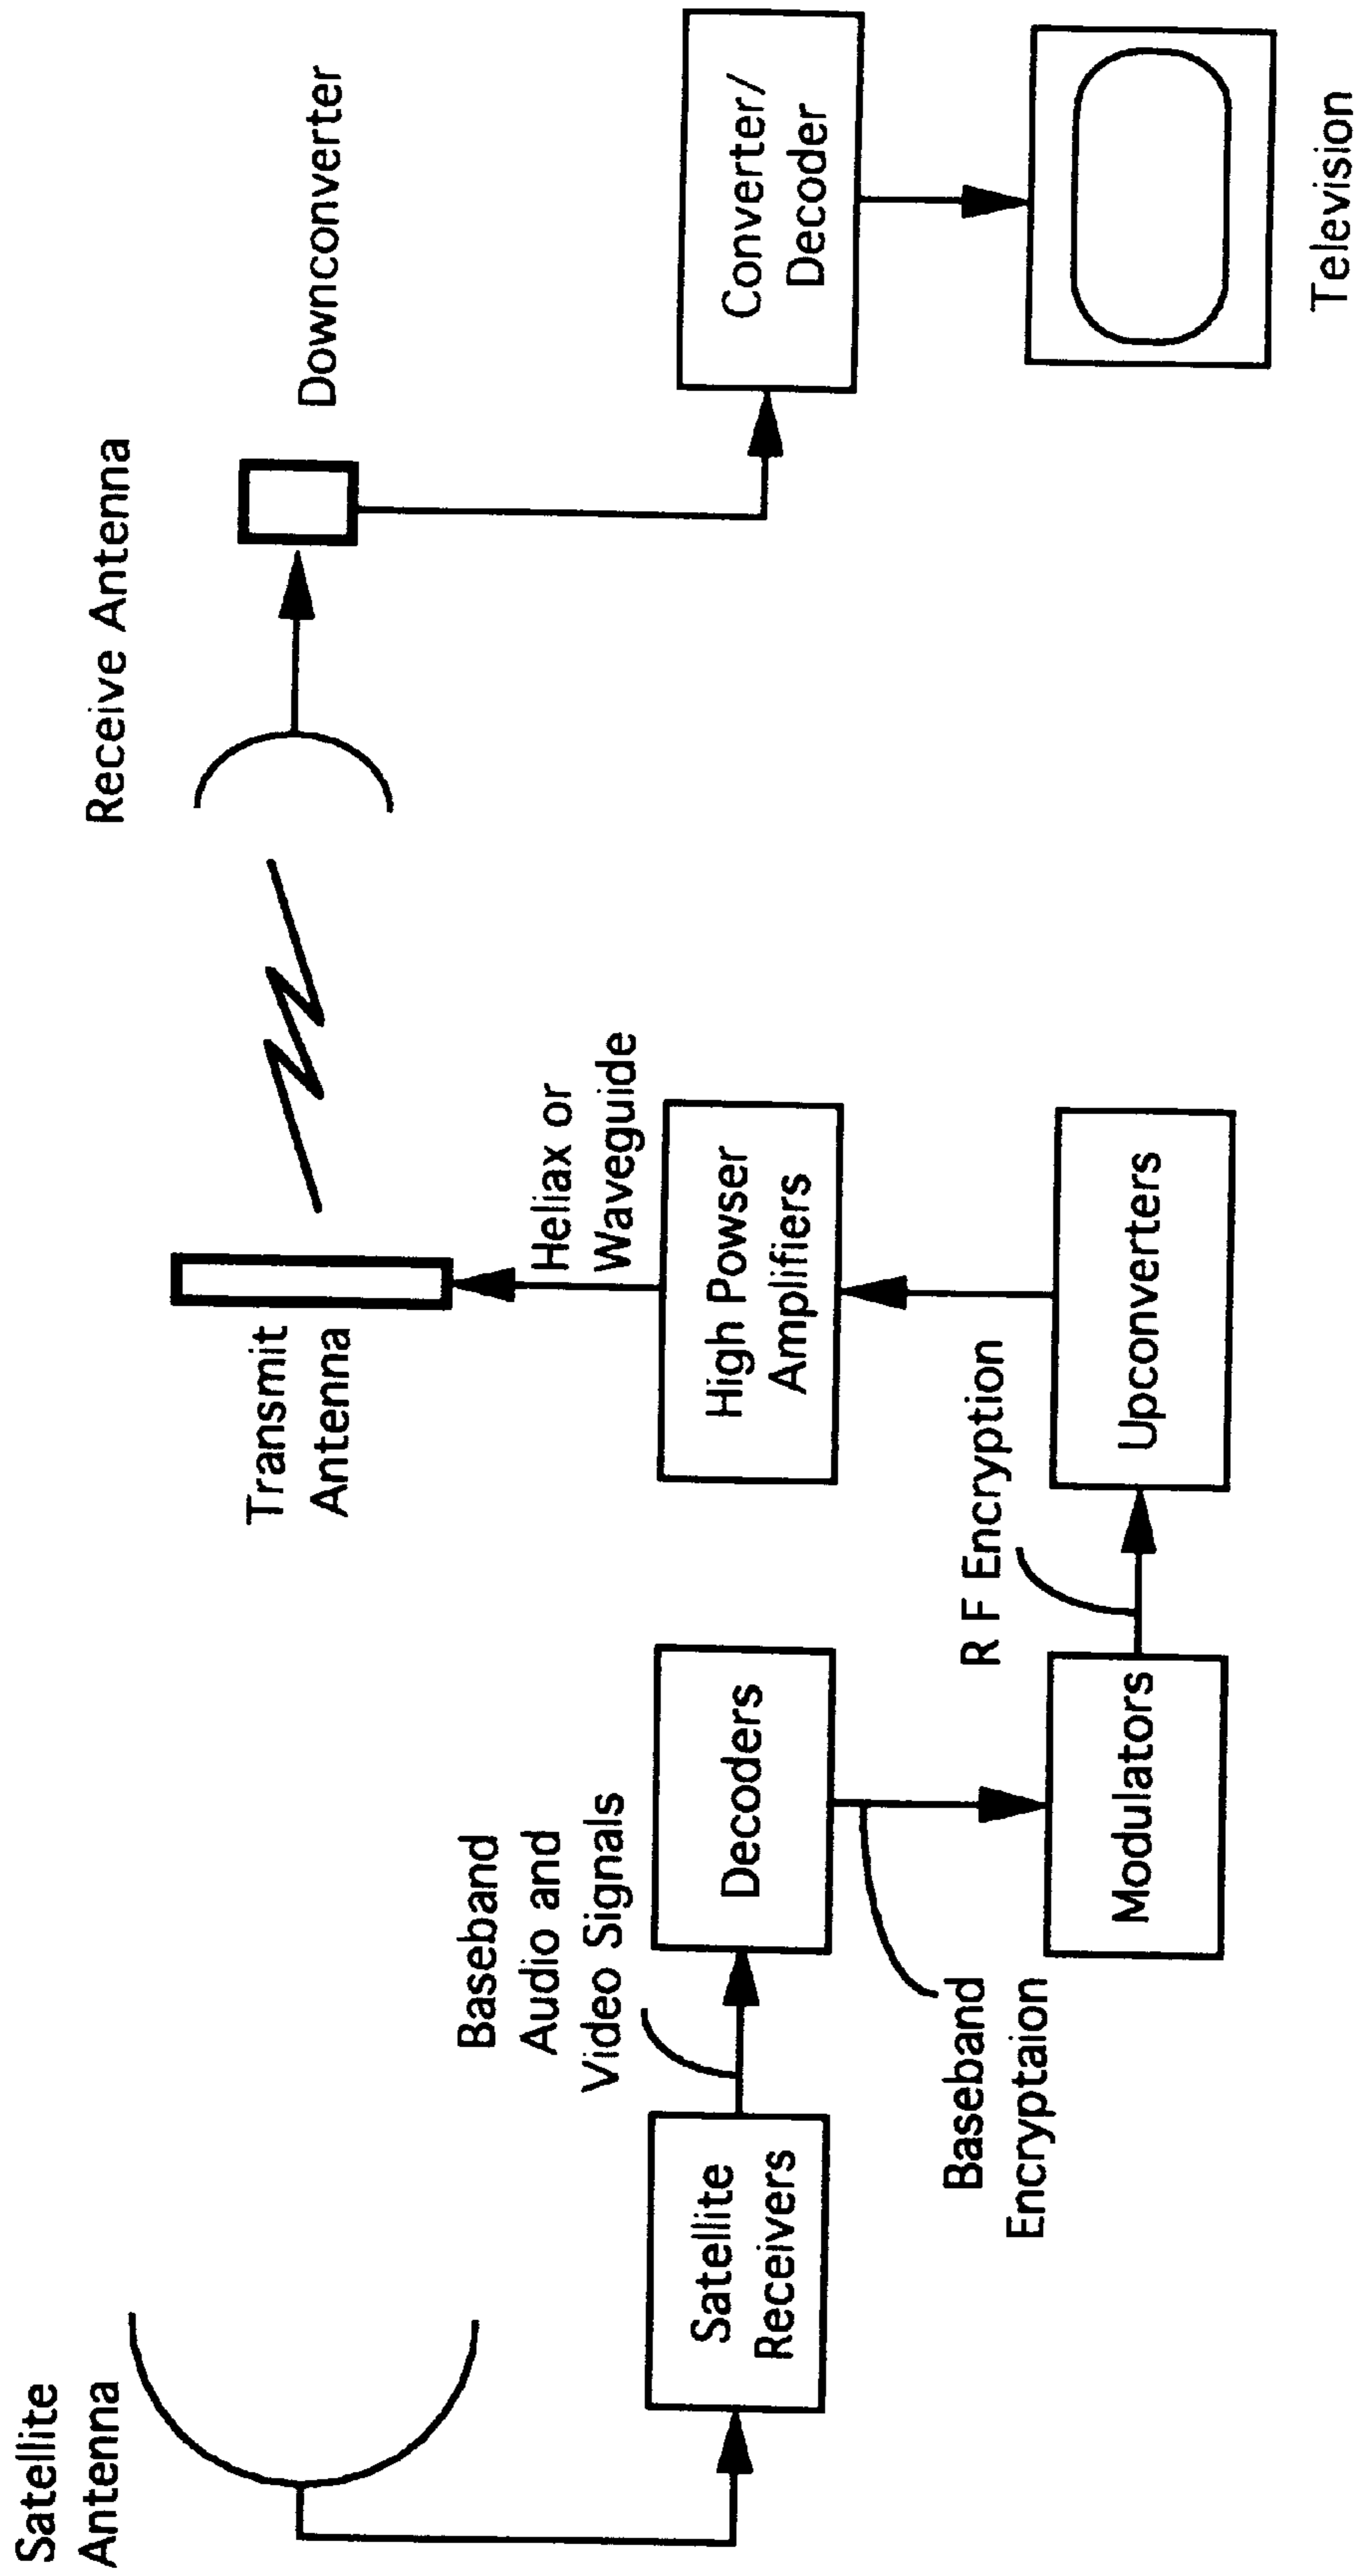 Satellite
Antenna
Satellite
Receivers
Baseband
Audio and
Video Signals
Decoders
Baseband
Encryptaion
Modulators
R F Encryption
Upconverters
High Powser
Amplifiers
Heliax or
Waveguide
Transmit
Antenna
Receive Antenna
Downconverter
Converter/
Decoder
Television